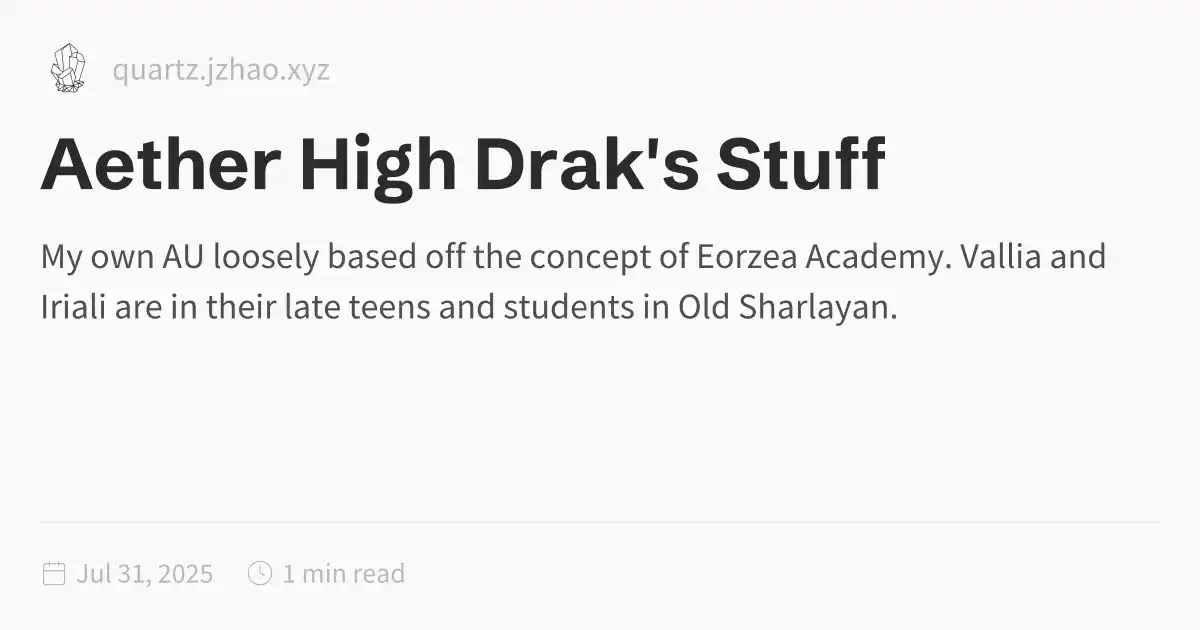 quartz.jzhao.xyz
Aether High Drak's Stuff
My own AU loosely based off the concept of Eorzea Academy. Vallia and
Iriali are in their late teens and students in Old Sharlayan.
Jul 31, 2025 1 min read